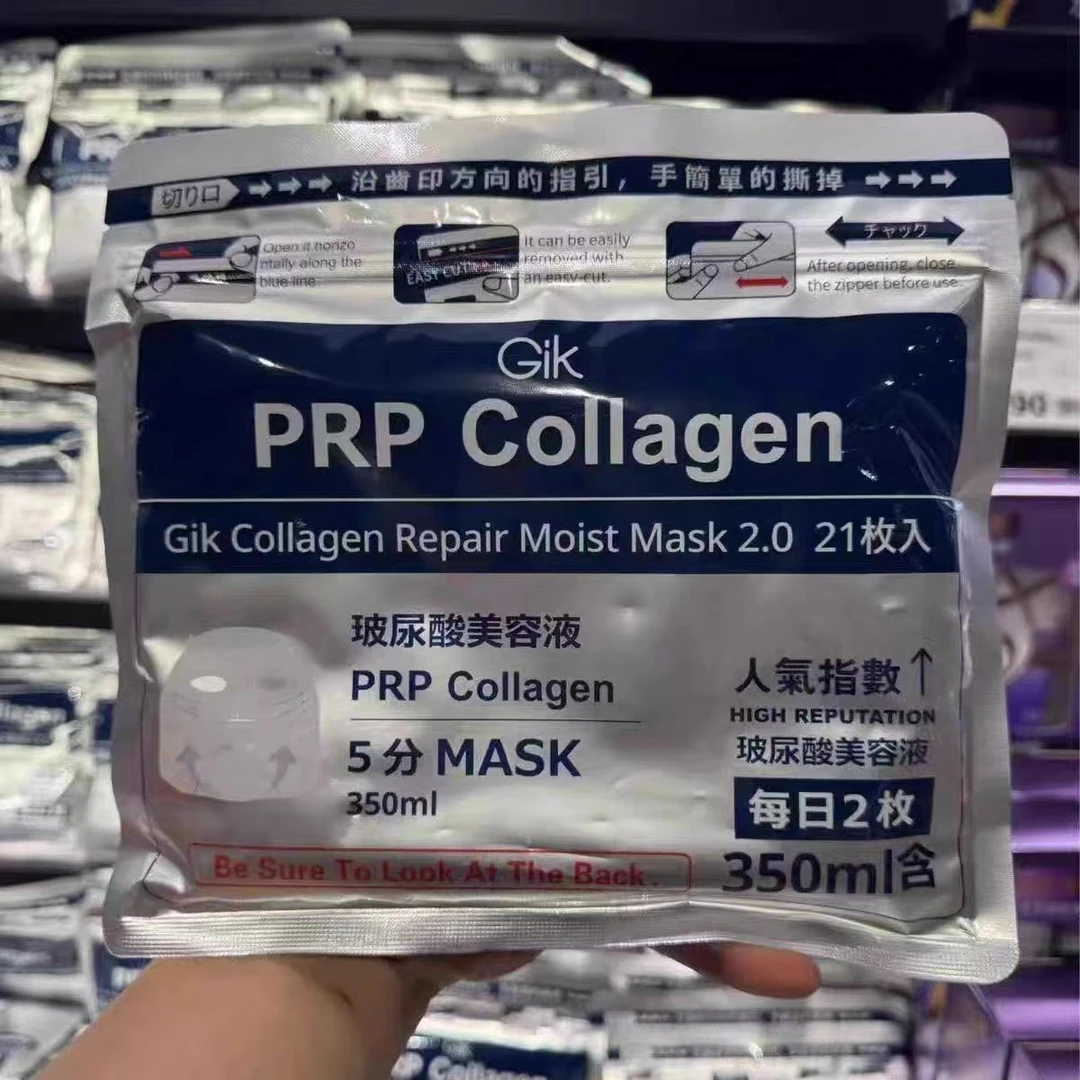 切り口 沿齒印方向的指引，手簡單的撕掉
Open it horizo
ntally along the
blue line
EASY CUT
It can be easily
removed with
an easy-cut.
チャック
After opening, close
the zipper before use.
Gik
PRP Collagen
Gik Collagen Repair Moist Mask 2.0 21枚入
玻尿酸美容液
PRP Collagen
5分 MASK
350ml
人氣指數
HIGH REPUTATION
玻尿酸美容液
每日2枚
350ml含
Be Sure To Look At The Back.